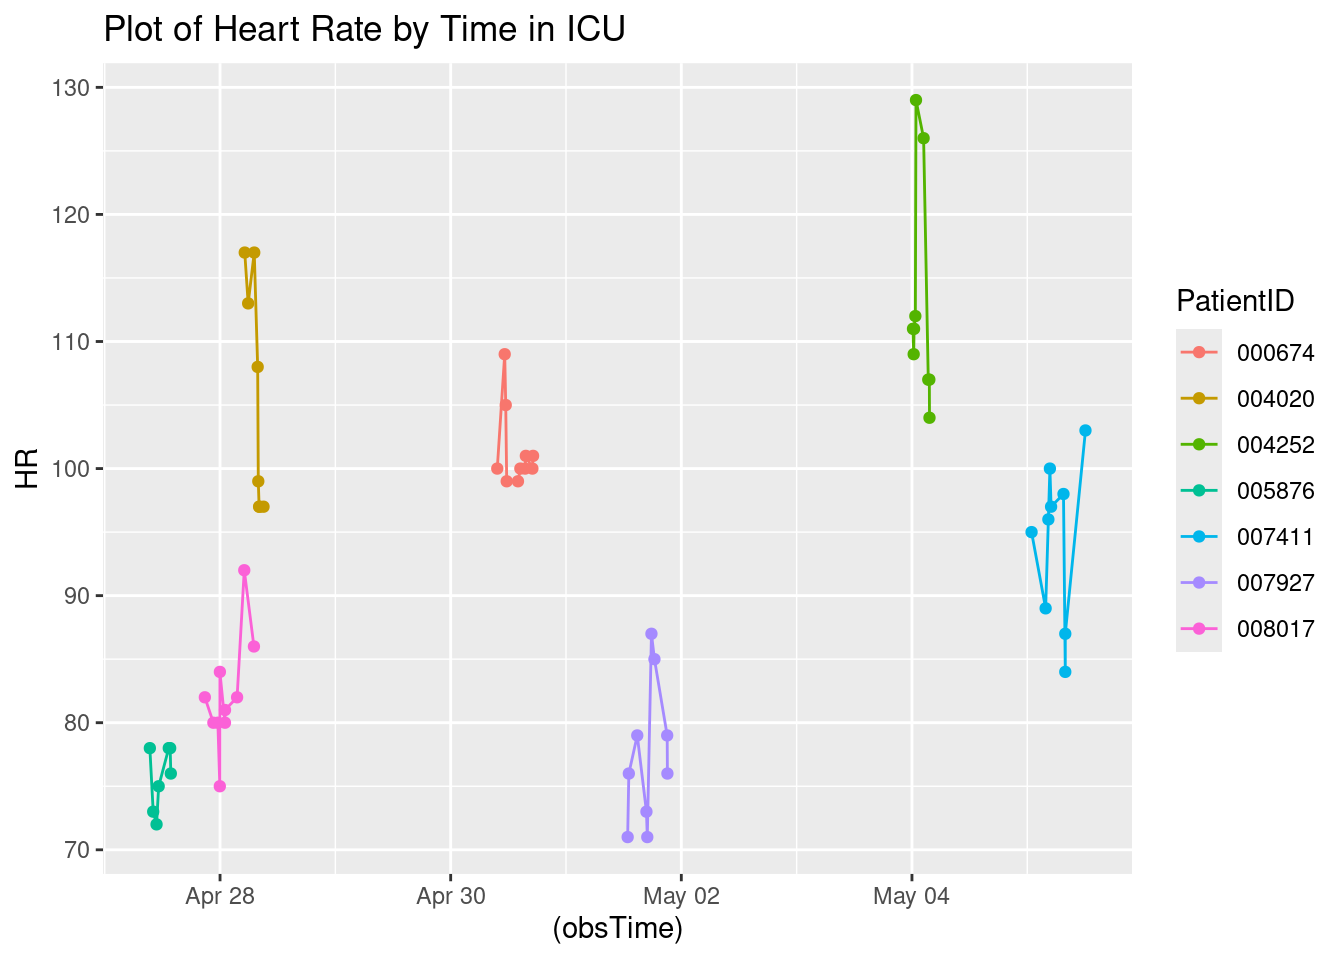 Plot of Heart Rate by Time in ICU
130
120
110
100
90
80
70
HR
Apr 28
Apr 30
May 02
May 04
(obsTime)
PatientID
000674
004020
004252
005876
007411
007927
008017